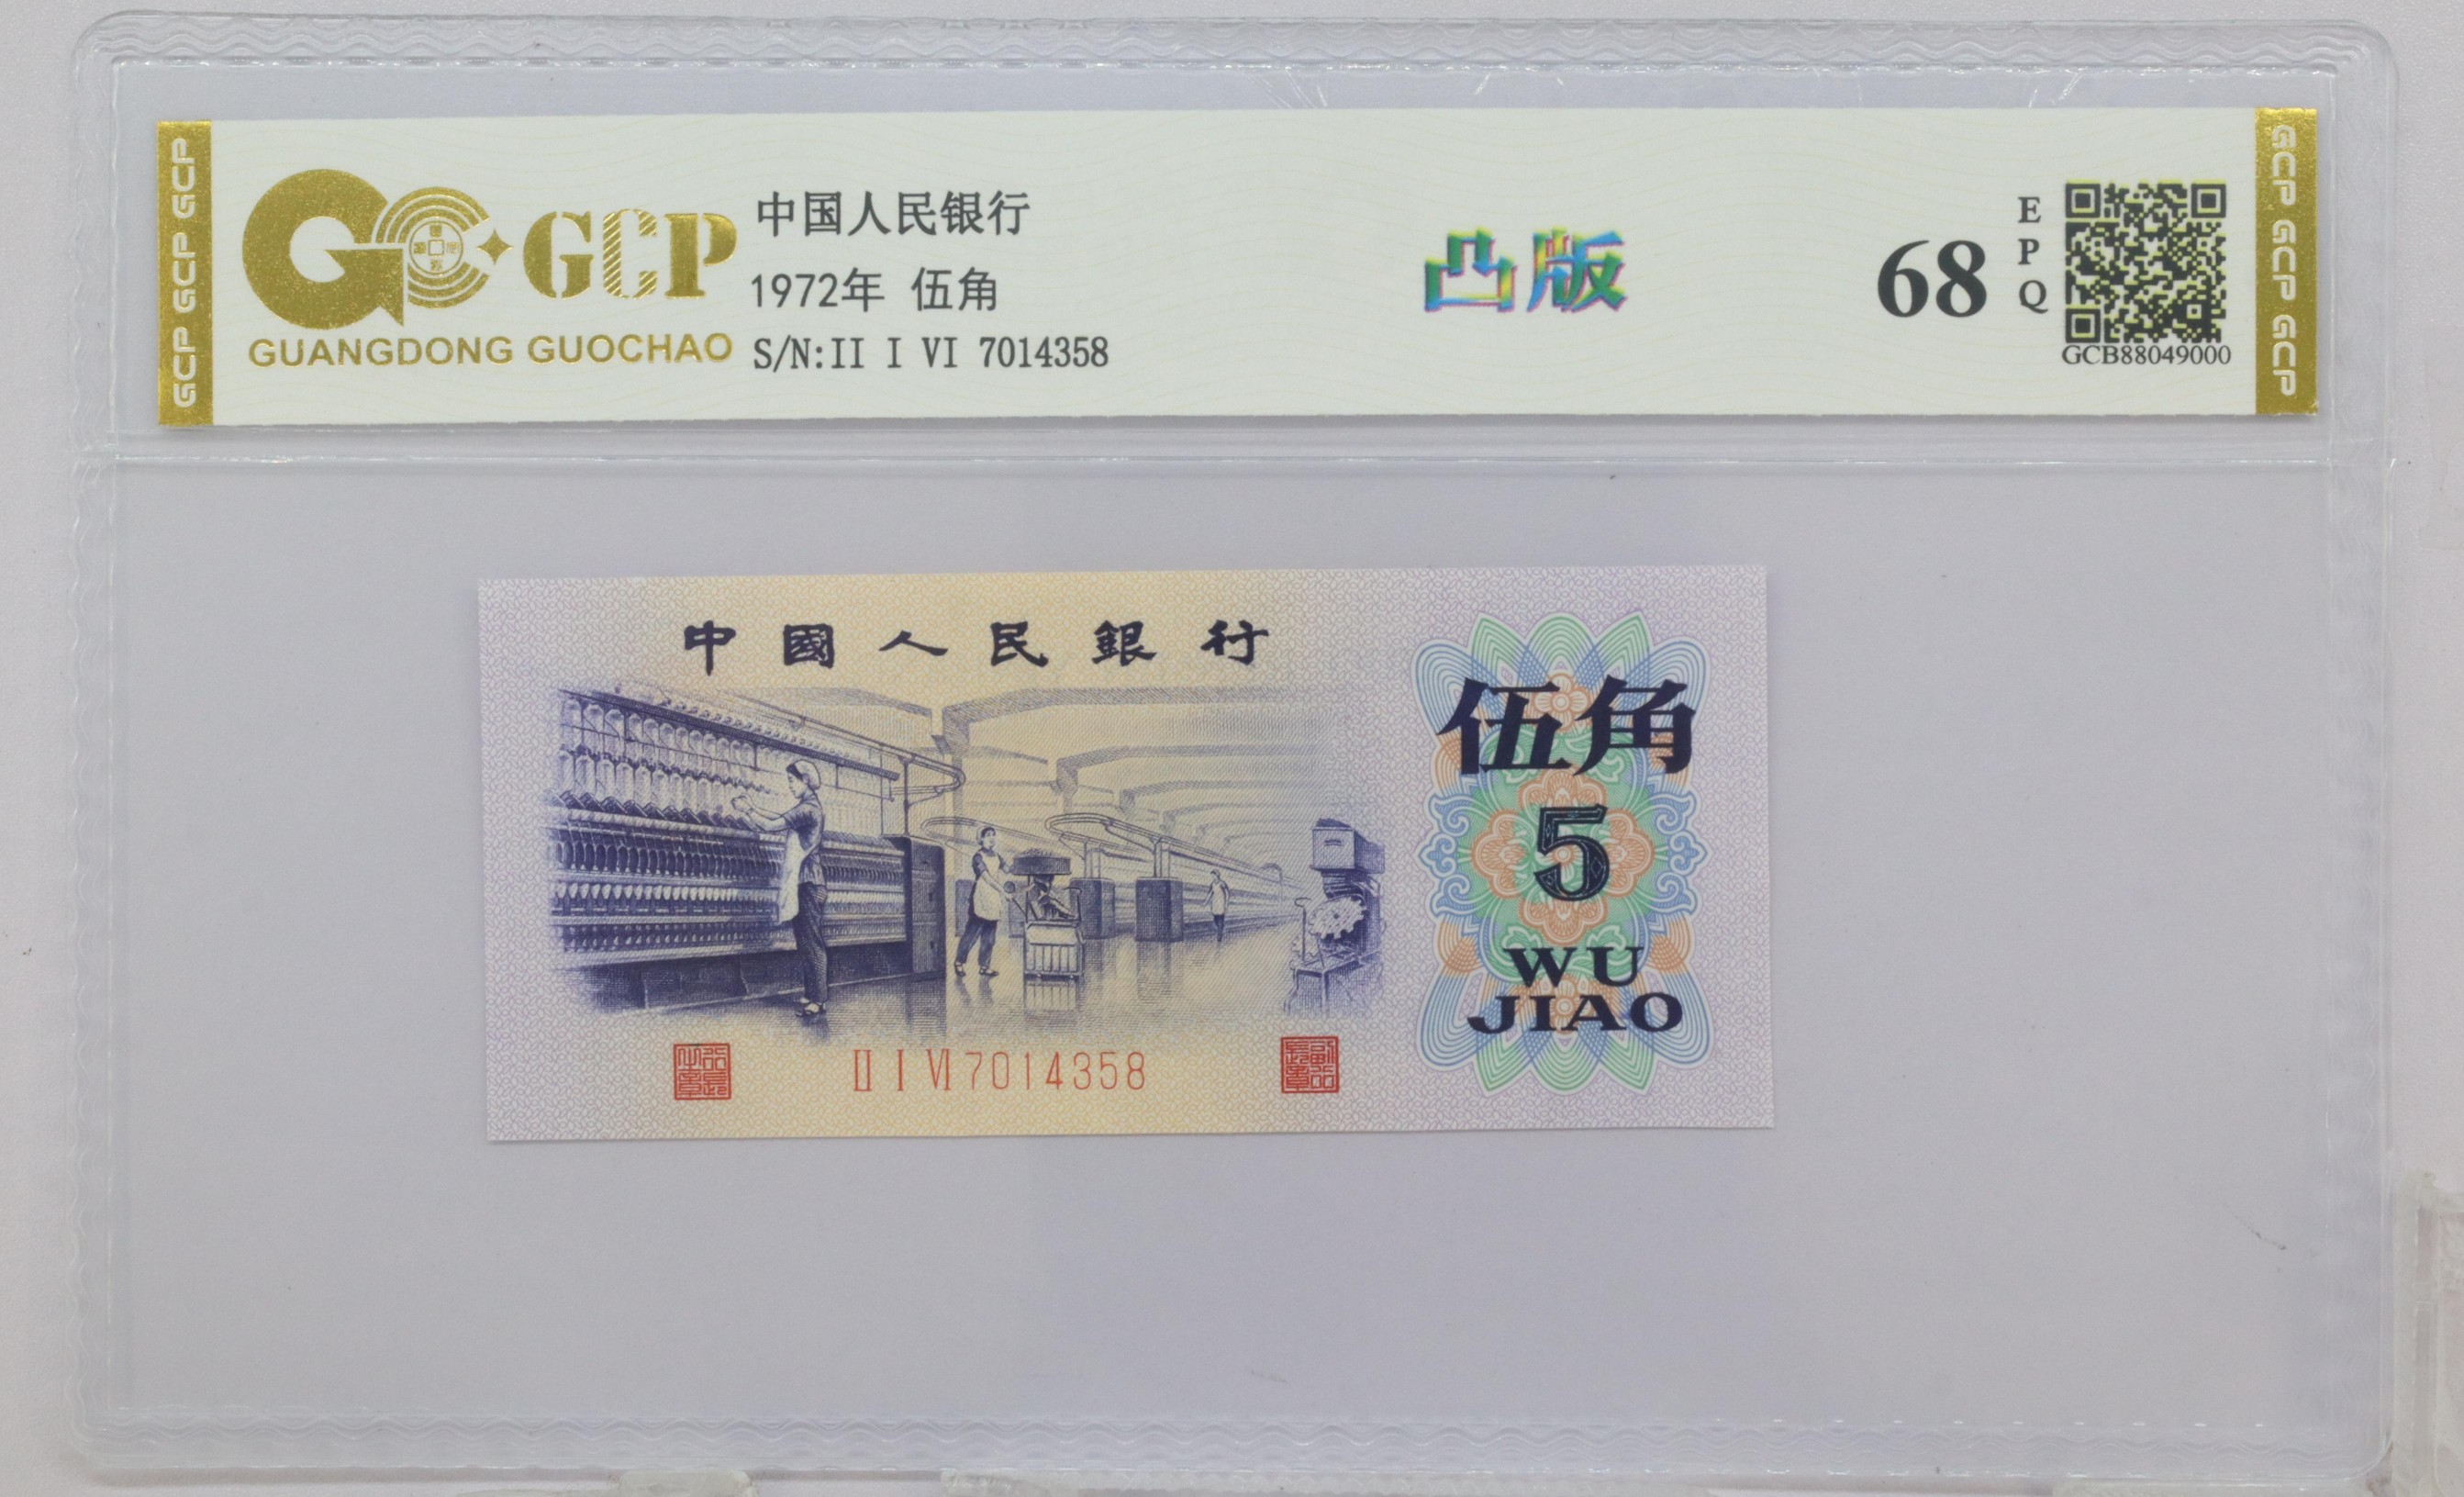 GCP GCP GCP
GCP
GUANGDONG GUOCHAO
中国人民银行
1972年 伍角
S/N:II I VI 7014358
凸版
68
EPQ
GCB88049000
GCP GCP GCP
中國人民銀行
伍角
5
WU
JIAO
II I VI 7014358